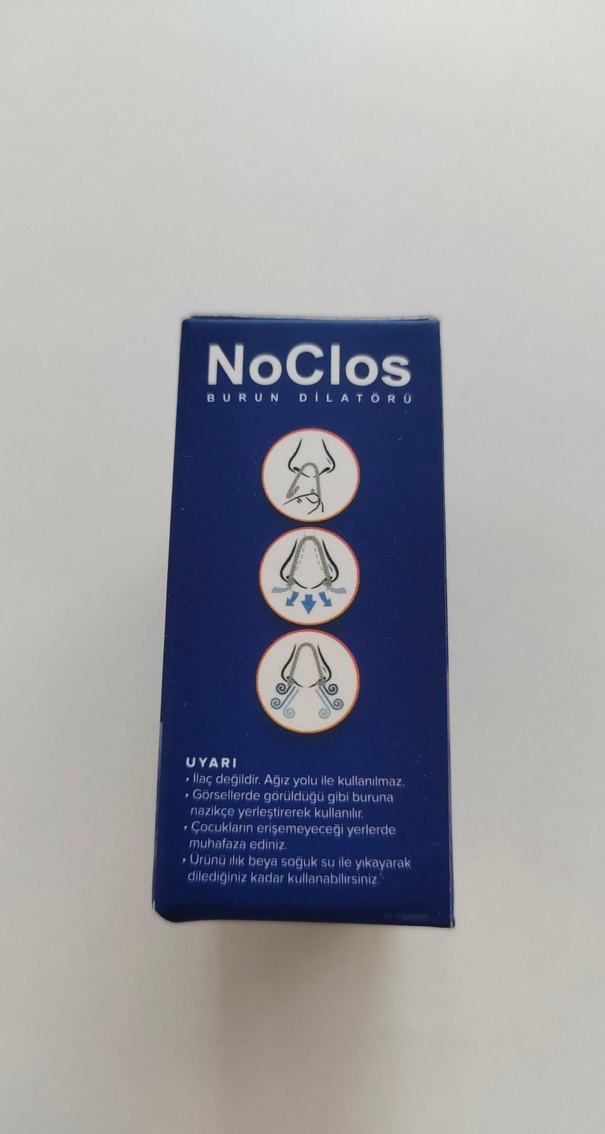 NoClos
BURUN DİLATÖRÜ
UYARI
• İlaç değildir. Ağız yolu ile kullanılmaz.
• Görsellerde görüldüğü gibi buruna
nazikçe yerleştirerek kullanılır.
• Çocukların erişemeyeceği yerlerde
muhafaza ediniz.
• Ürünü ılık beya soğuk su ile yıkayarak
dilediğiniz kadar kullanabilirsiniz.